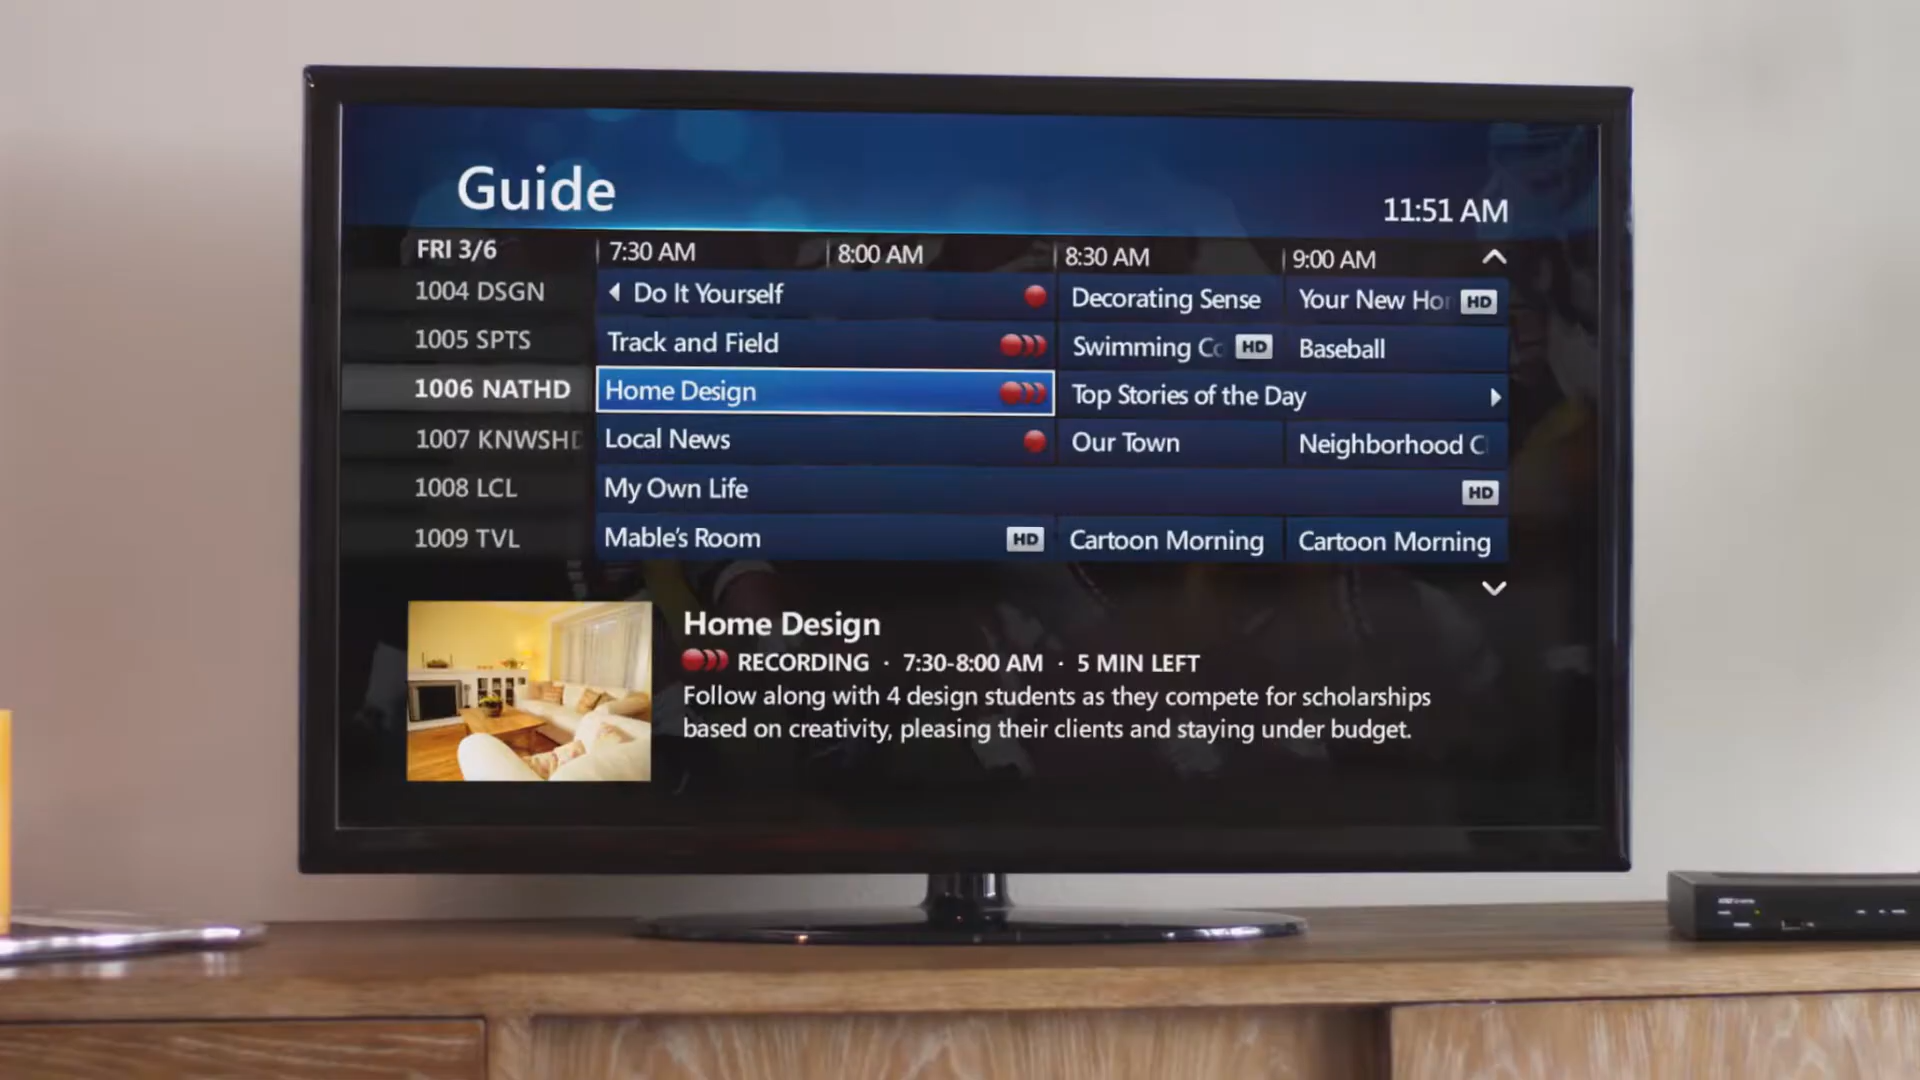 Guide
11:51 AM
FRI 3/6 7:30 AM 8:00 AM 8:30 AM 9:00 AM
1004 DSGN Do It Yourself Decorating Sense Your New Hor HD
1005 SPTS Track and Field Swimming Co HD Baseball
1006 NATHD Home Design Top Stories of the Day
1007 KNWSHD Local News Our Town Neighborhood C
1008 LCL My Own Life HD
1009 TVL Mable's Room HD Cartoon Morning Cartoon Morning
Home Design
RECORDING · 7:30-8:00 AM · 5 MIN LEFT
Follow along with 4 design students as they compete for scholarships
based on creativity, pleasing their clients and staying under budget.